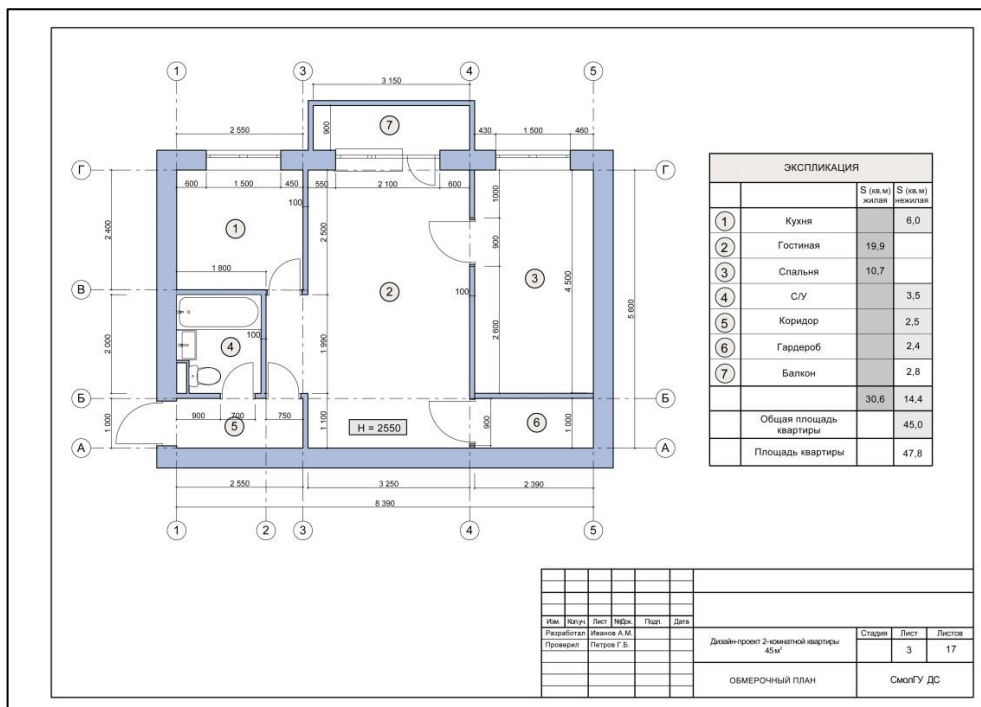 1 3 4 5
3 150
2 550
900
7
430 1 500 460
Г Г
600 1 500 450 550 2 100 600
100
1000
2 400
1
2 500
900
1 800
В
2
3
4 500
5 600
100
2 000
100
4
1 990
2 600
Б Б
900 700 750
1 000
5
1 100
H = 2550
900
6
1 000
А А
2 550 3 250 2 390
8 390
1 2 3 4 5
ЭКСПЛИКАЦИЯ
S (кв.м) жилая S (кв.м) нежилая
1 Кухня 6,0
2 Гостиная 19,9
3 Спальня 10,7
4 С/У 3,5
5 Коридор 2,5
6 Гардероб 2,4
7 Балкон 2,8
30,6 14,4
Общая площадь квартиры 45,0
Площадь квартиры 47,8
Изм. Кол.уч. Лист №Док. Подп. Дата
Разработал Иванов А.М.
Проверил Петров Г.Б.
Дизайн-проект 2-комнатной квартиры
45м²
Стадия Лист Листов
3 17
ОБМЕРОЧНЫЙ ПЛАН
СмолГУ ДС